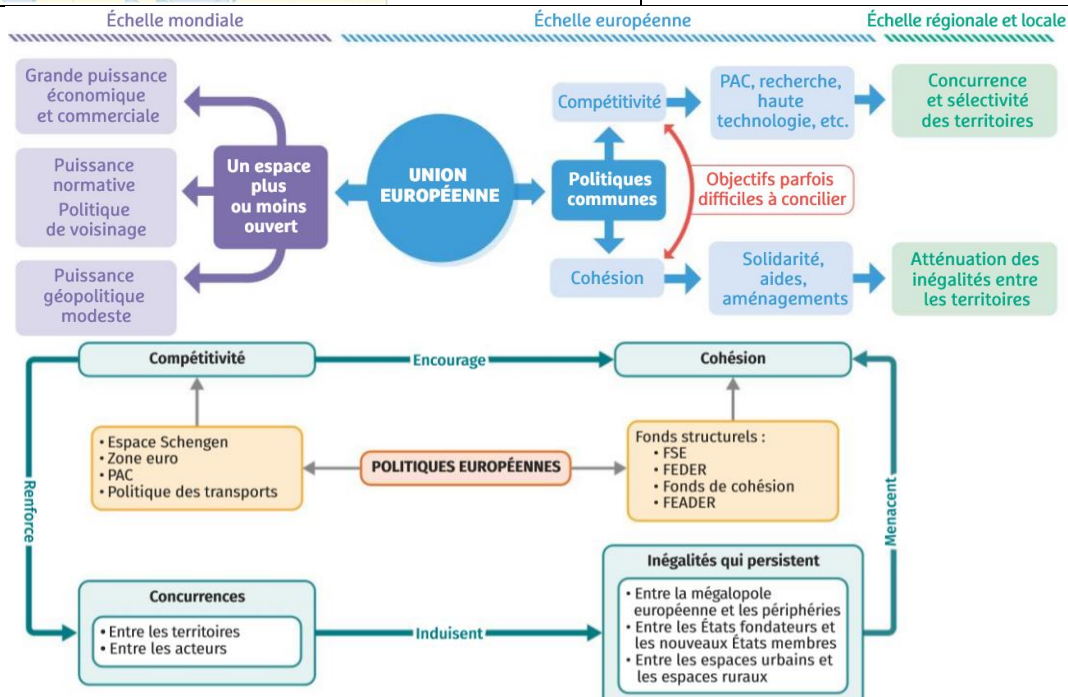 Échelle mondiale
Échelle européenne
Échelle régionale et locale
Grande puissance
économique
et commerciale
Puissance
normative
Politique
de voisinage
Puissance
géopolitique
modeste
Un espace
plus
ou moins
ouvert
UNION
EUROPÉENNE
Politiques
communes
Compétitivité
PAC, recherche,
haute
technologie, etc.
Concurrence
et sélectivité
des territoires
Objectifs parfois
difficiles à concilier
Cohésion
Solidarité,
aides,
aménagements
Atténuation des
inégalités entre
les territoires
Compétitivité
Encourage
Cohésion
• Espace Schengen
• Zone euro
• PAC
• Politique des transports
POLITIQUES EUROPÉENNES
Fonds structurels :
• FSE
• FEDER
• Fonds de cohésion
• FEADER
Renforce
Menacent
Concurrences
• Entre les territoires
• Entre les acteurs
Induisent
Inégalités qui persistent
• Entre la mégalopole
européenne et les périphéries
• Entre les États fondateurs et
les nouveaux États membres
• Entre les espaces urbains et
les espaces ruraux